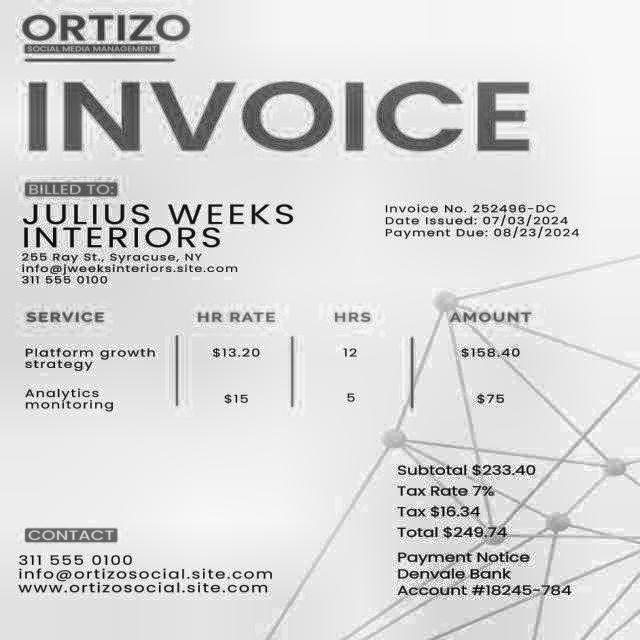 ORTIZO
SOCIAL MEDIA MANAGEMENT
INVOICE
BILLED TO:
JULIUS WEEKS
INTERIORS
255 Ray St., Syracuse, NY
info@jweeksinteriors.site.com
311 555 0100
Invoice No. 252496-DC
Date Issued: 07/03/2024
Payment Due: 08/23/2024
SERVICE HR RATE HRS AMOUNT
Platform growth strategy $13.20 12 $158.40
Analytics monitoring $15 5 $75
Subtotal $233.40
Tax Rate 7%
Tax $16.34
Total $249.74
Payment Notice
Denvale Bank
Account #18245-784
CONTACT
311 555 0100
info@ortizosocial.site.com
www.ortizosocial.site.com